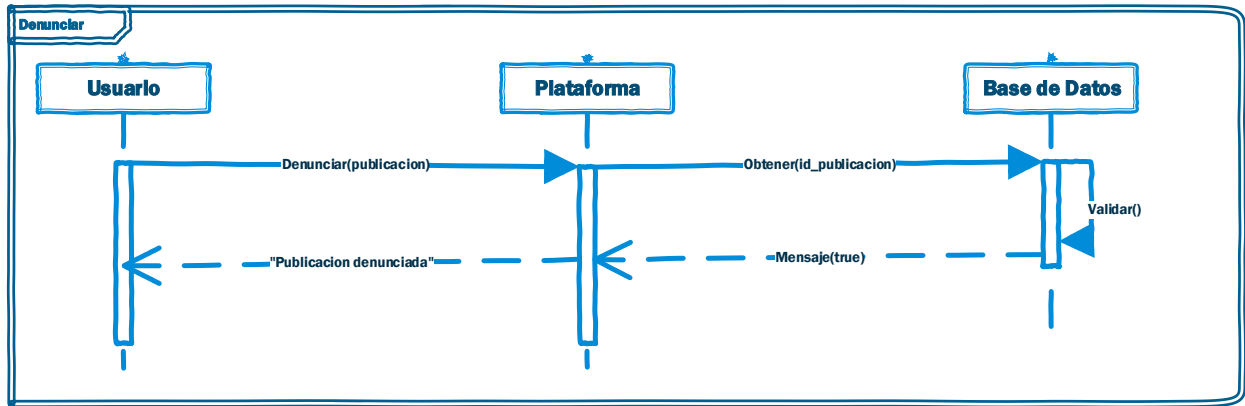 Denunciar
Usuario
Plataforma
Base de Datos
Denunciar(publicacion)
Obtener(id_publicacion)
Validar()
Mensaje(true)
"Publicacion denunciada"